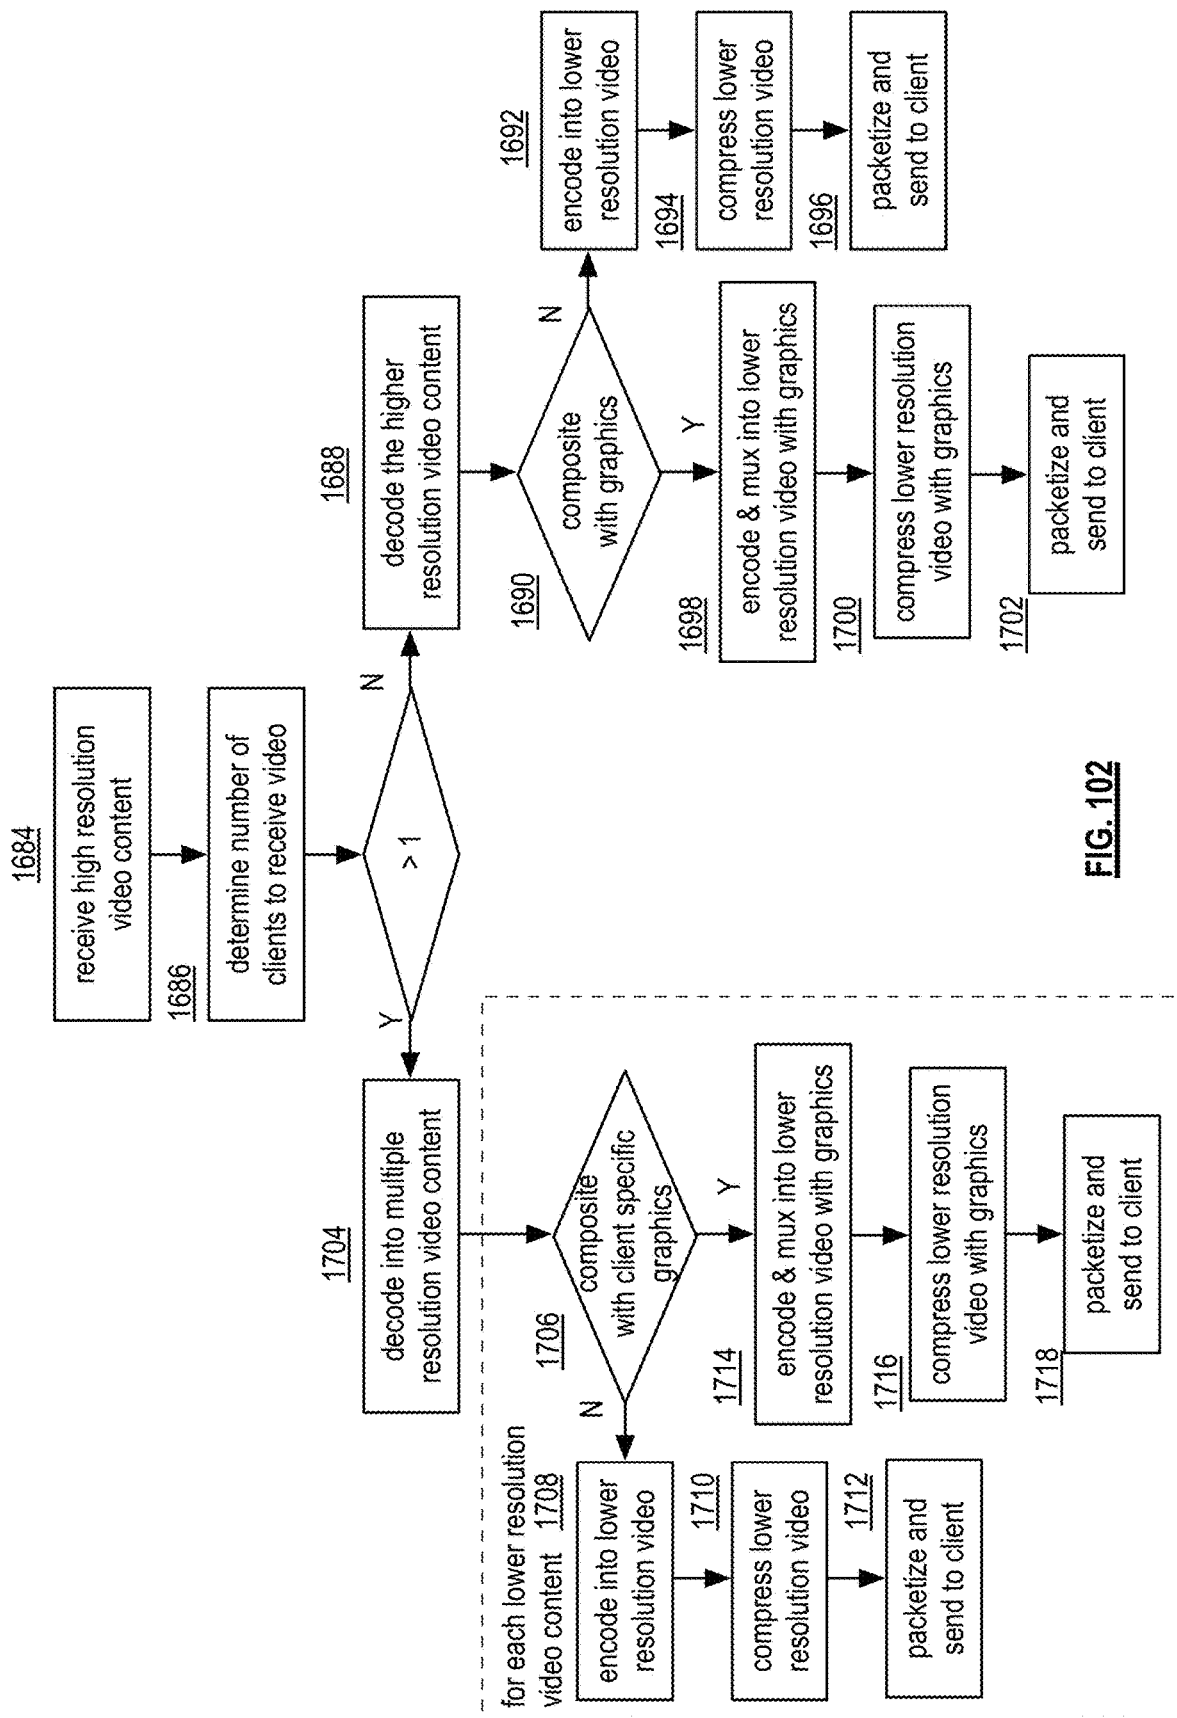 1684
receive high resolution
video content
1686
determine number of
clients to receive video
> 1
Y
N
1704
decode into multiple
resolution video content
1688
decode the higher
resolution video content
for each lower resolution
video content
1706
composite
with client specific
graphics
N
Y
1708
encode into lower
resolution video
1710
compress lower
resolution video
1712
packetize and
send to client
1714
encode & mux into lower
resolution video with graphics
1716
compress lower resolution
video with graphics
1718
packetize and
send to client
1690
composite
with graphics
N
Y
1698
encode & mux into lower
resolution video with graphics
1700
compress lower resolution
video with graphics
1702
packetize and
send to client
1692
encode into lower
resolution video
1694
compress lower
resolution video
1696
packetize and
send to client
FIG. 102